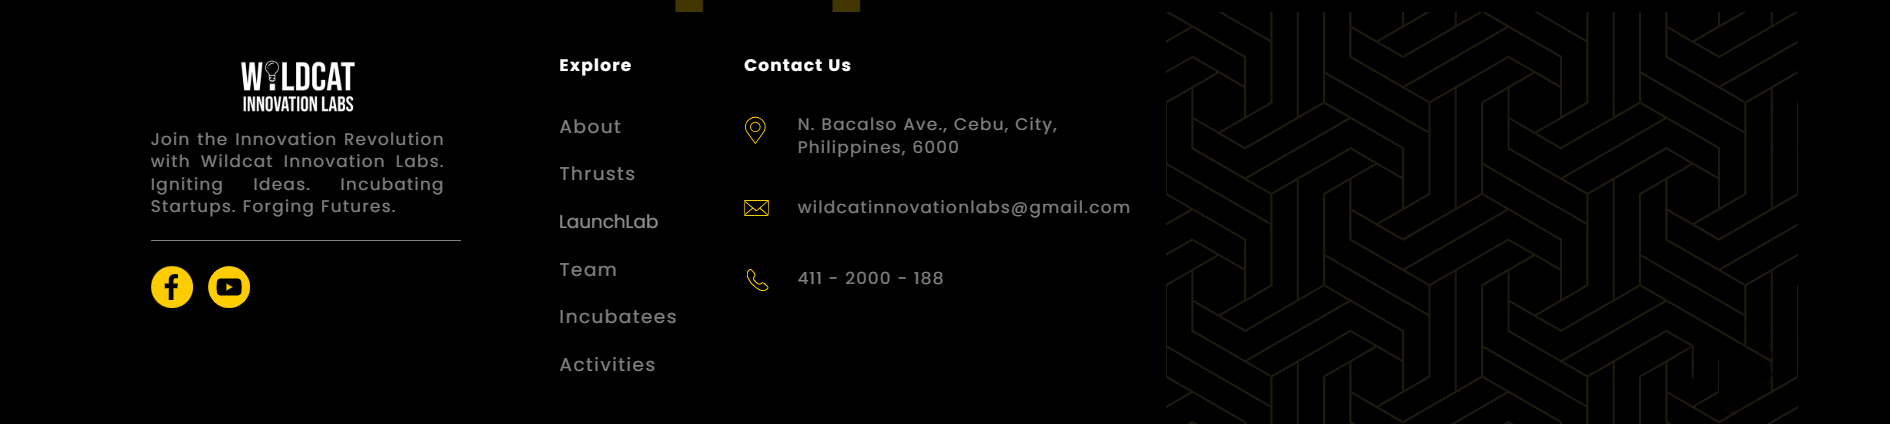 WILDCAT
INNOVATION LABS
Join the Innovation Revolution
with Wildcat Innovation Labs.
Igniting Ideas. Incubating
Startups. Forging Futures.
Explore
About
Thrusts
LaunchLab
Team
Incubatees
Activities
Contact Us
N. Bacalso Ave., Cebu, City,
Philippines, 6000
wildcatinnovationlabs@gmail.com
411 - 2000 - 188